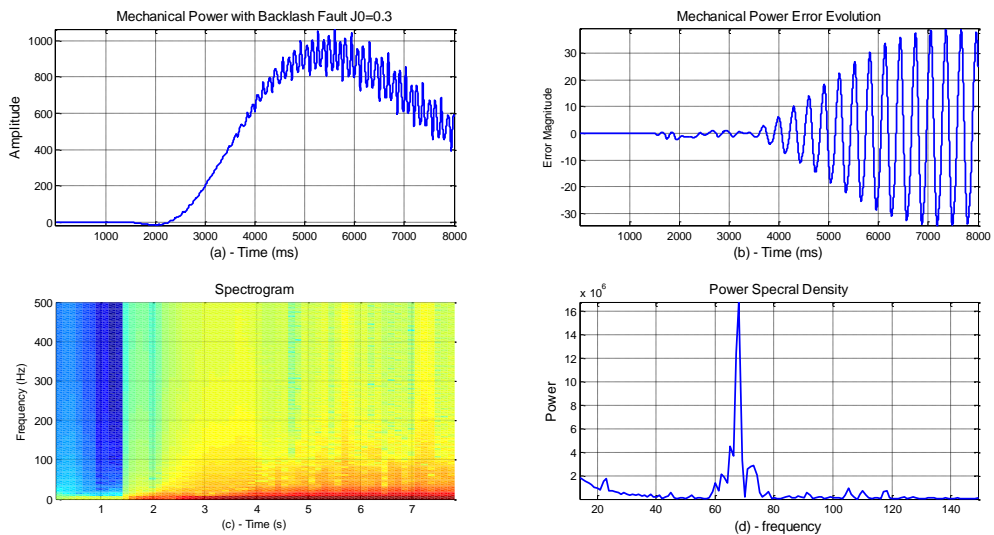 Mechanical Power with Backlash Fault J0=0.3
Amplitude
1000
800
600
400
200
0
1000 2000 3000 4000 5000 6000 7000 8000
(a) - Time (ms)
Mechanical Power Error Evolution
Error Magnitude
30
20
10
0
-10
-20
-30
1000 2000 3000 4000 5000 6000 7000 8000
(b) - Time (ms)
Spectrogram
Frequency (Hz)
500
400
300
200
100
0
1 2 3 4 5 6 7
(c) - Time (s)
Power Specral Density
x 10^6
Power
16
14
12
10
8
6
4
2
20 40 60 80 100 120 140
(d) - frequency